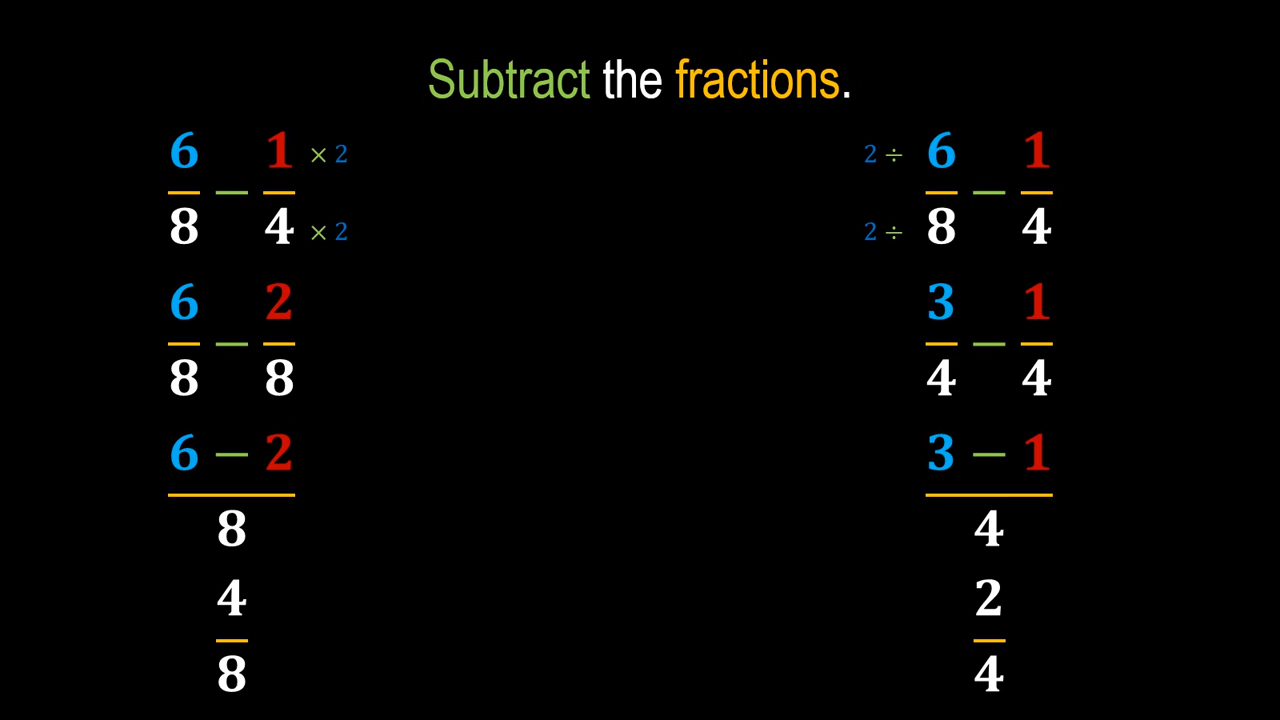 Subtract the fractions.
6 1 × 2 2 ÷ 6 1
— — — — — —
8 4 × 2 2 ÷ 8 4
6 2 3 1
— — — — — —
8 8 4 4
6 — 2 3 — 1
8 4
4 2
— —
8 4